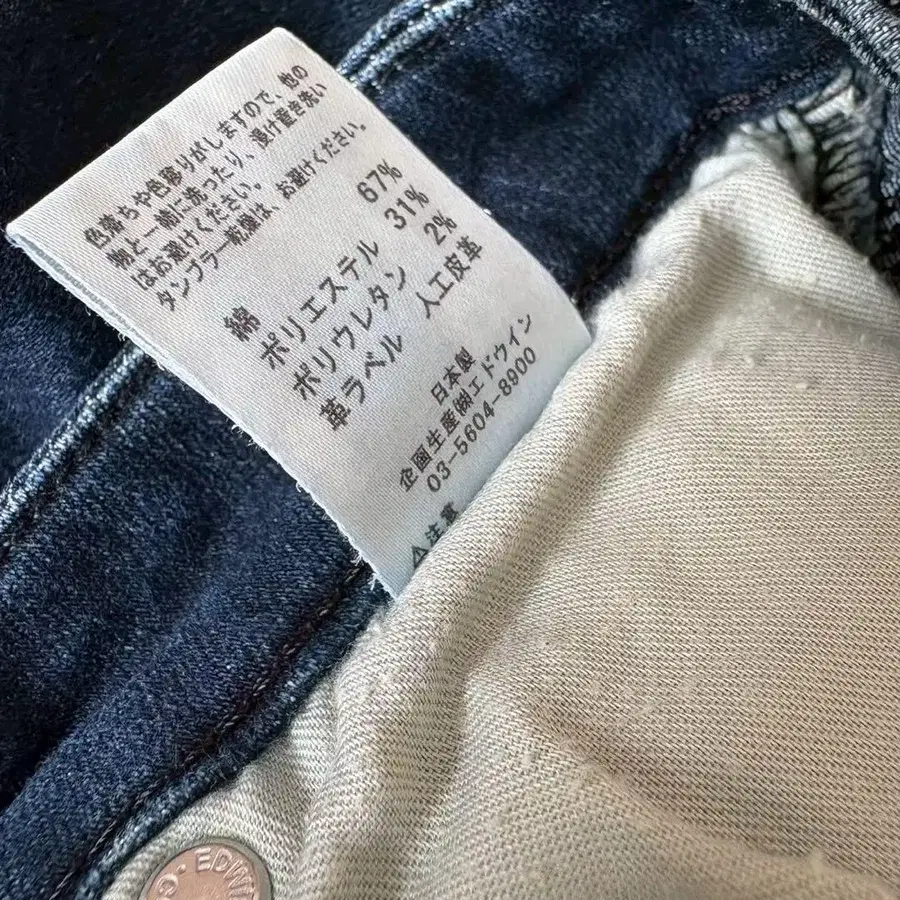 色落ちや色移りがしますので、他の
物と一緒に洗ったり、漬け置き洗い
はお避けください。
タンブラー乾燥は、お避けください。
綿 67%
ポリエステル 31%
ポリウレタン 2%
革ラベル 人工皮革
日本製
企画生産㈱エドウイン
03-5604-8900
⚠注意
EDWI